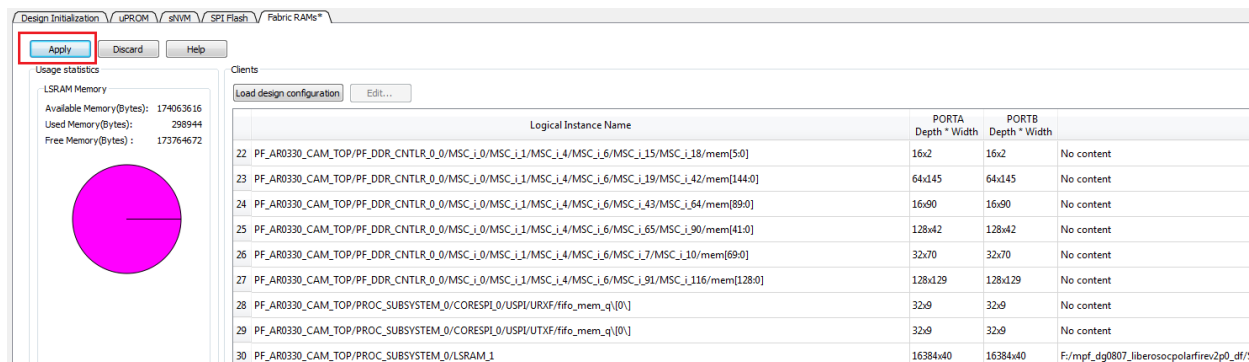 Design Initialization uPROM sNVM SPI Flash Fabric RAMs*
Apply Discard Help
Usage statistics
LSRAM Memory
Available Memory(Bytes): 174063616
Used Memory(Bytes): 298944
Free Memory(Bytes) : 173764672
Clients
Load design configuration Edit...
Logical Instance Name PORTA Depth * Width PORTB Depth * Width
22 PF_AR0330_CAM_TOP/PF_DDR_CNTLR_0_0/MSC_i_0/MSC_i_1/MSC_i_4/MSC_i_6/MSC_i_15/MSC_i_18/mem[5:0] 16x2 16x2 No content
23 PF_AR0330_CAM_TOP/PF_DDR_CNTLR_0_0/MSC_i_0/MSC_i_1/MSC_i_4/MSC_i_6/MSC_i_19/MSC_i_42/mem[144:0] 64x145 64x145 No content
24 PF_AR0330_CAM_TOP/PF_DDR_CNTLR_0_0/MSC_i_0/MSC_i_1/MSC_i_4/MSC_i_6/MSC_i_43/MSC_i_64/mem[89:0] 16x90 16x90 No content
25 PF_AR0330_CAM_TOP/PF_DDR_CNTLR_0_0/MSC_i_0/MSC_i_1/MSC_i_4/MSC_i_6/MSC_i_65/MSC_i_90/mem[41:0] 128x42 128x42 No content
26 PF_AR0330_CAM_TOP/PF_DDR_CNTLR_0_0/MSC_i_0/MSC_i_1/MSC_i_4/MSC_i_6/MSC_i_7/MSC_i_10/mem[69:0] 32x70 32x70 No content
27 PF_AR0330_CAM_TOP/PF_DDR_CNTLR_0_0/MSC_i_0/MSC_i_1/MSC_i_4/MSC_i_6/MSC_i_91/MSC_i_116/mem[128:0] 128x129 128x129 No content
28 PF_AR0330_CAM_TOP/PROC_SUBSYSTEM_0/CORESPI_0/USPI/URXF/fifo_mem_q\[0\] 32x9 32x9 No content
29 PF_AR0330_CAM_TOP/PROC_SUBSYSTEM_0/CORESPI_0/USPI/UTXF/fifo_mem_q\[0\] 32x9 32x9 No content
30 PF_AR0330_CAM_TOP/PROC_SUBSYSTEM_0/LSRAM_1 16384x40 16384x40 F:/mpf_dg0807_liberosocpolarfirev2p0_df/